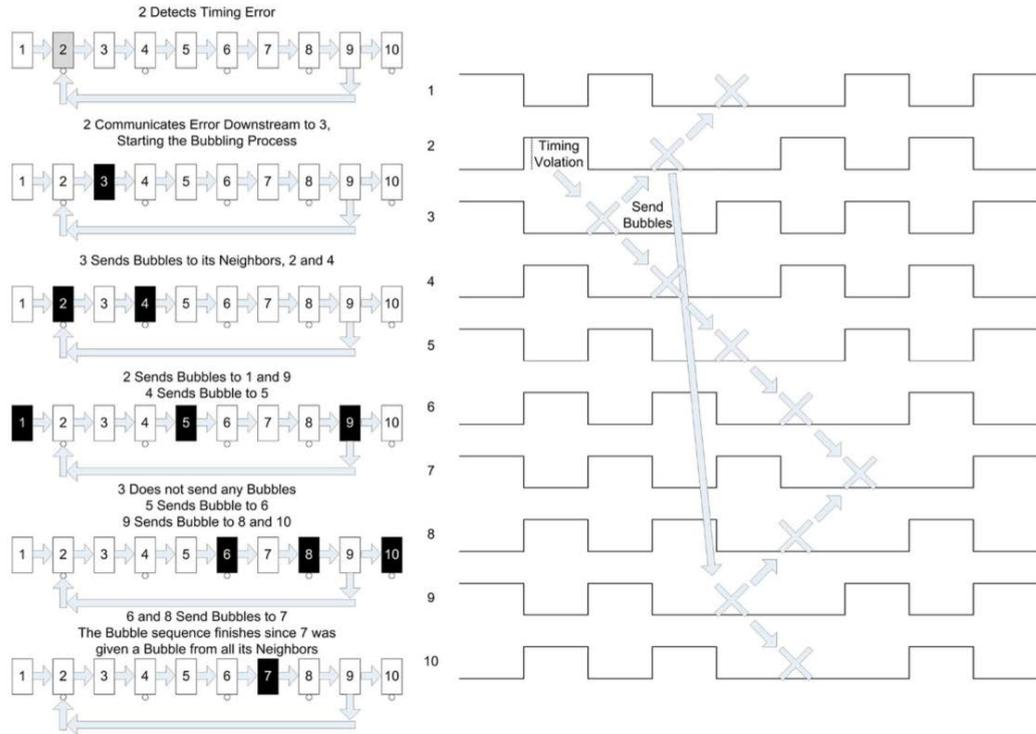 2 Detects Timing Error
1 2 3 4 5 6 7 8 9 10
2 Communicates Error Downstream to 3,
Starting the Bubbling Process
1 2 3 4 5 6 7 8 9 10
3 Sends Bubbles to its Neighbors, 2 and 4
1 2 3 4 5 6 7 8 9 10
2 Sends Bubbles to 1 and 9
4 Sends Bubble to 5
1 2 3 4 5 6 7 8 9 10
3 Does not send any Bubbles
5 Sends Bubble to 6
9 Sends Bubble to 8 and 10
1 2 3 4 5 6 7 8 9 10
6 and 8 Send Bubbles to 7
The Bubble sequence finishes since 7 was
given a Bubble from all its Neighbors
1 2 3 4 5 6 7 8 9 10
1
2
Timing
Volation
3
Send
Bubbles
4
5
6
7
8
9
10